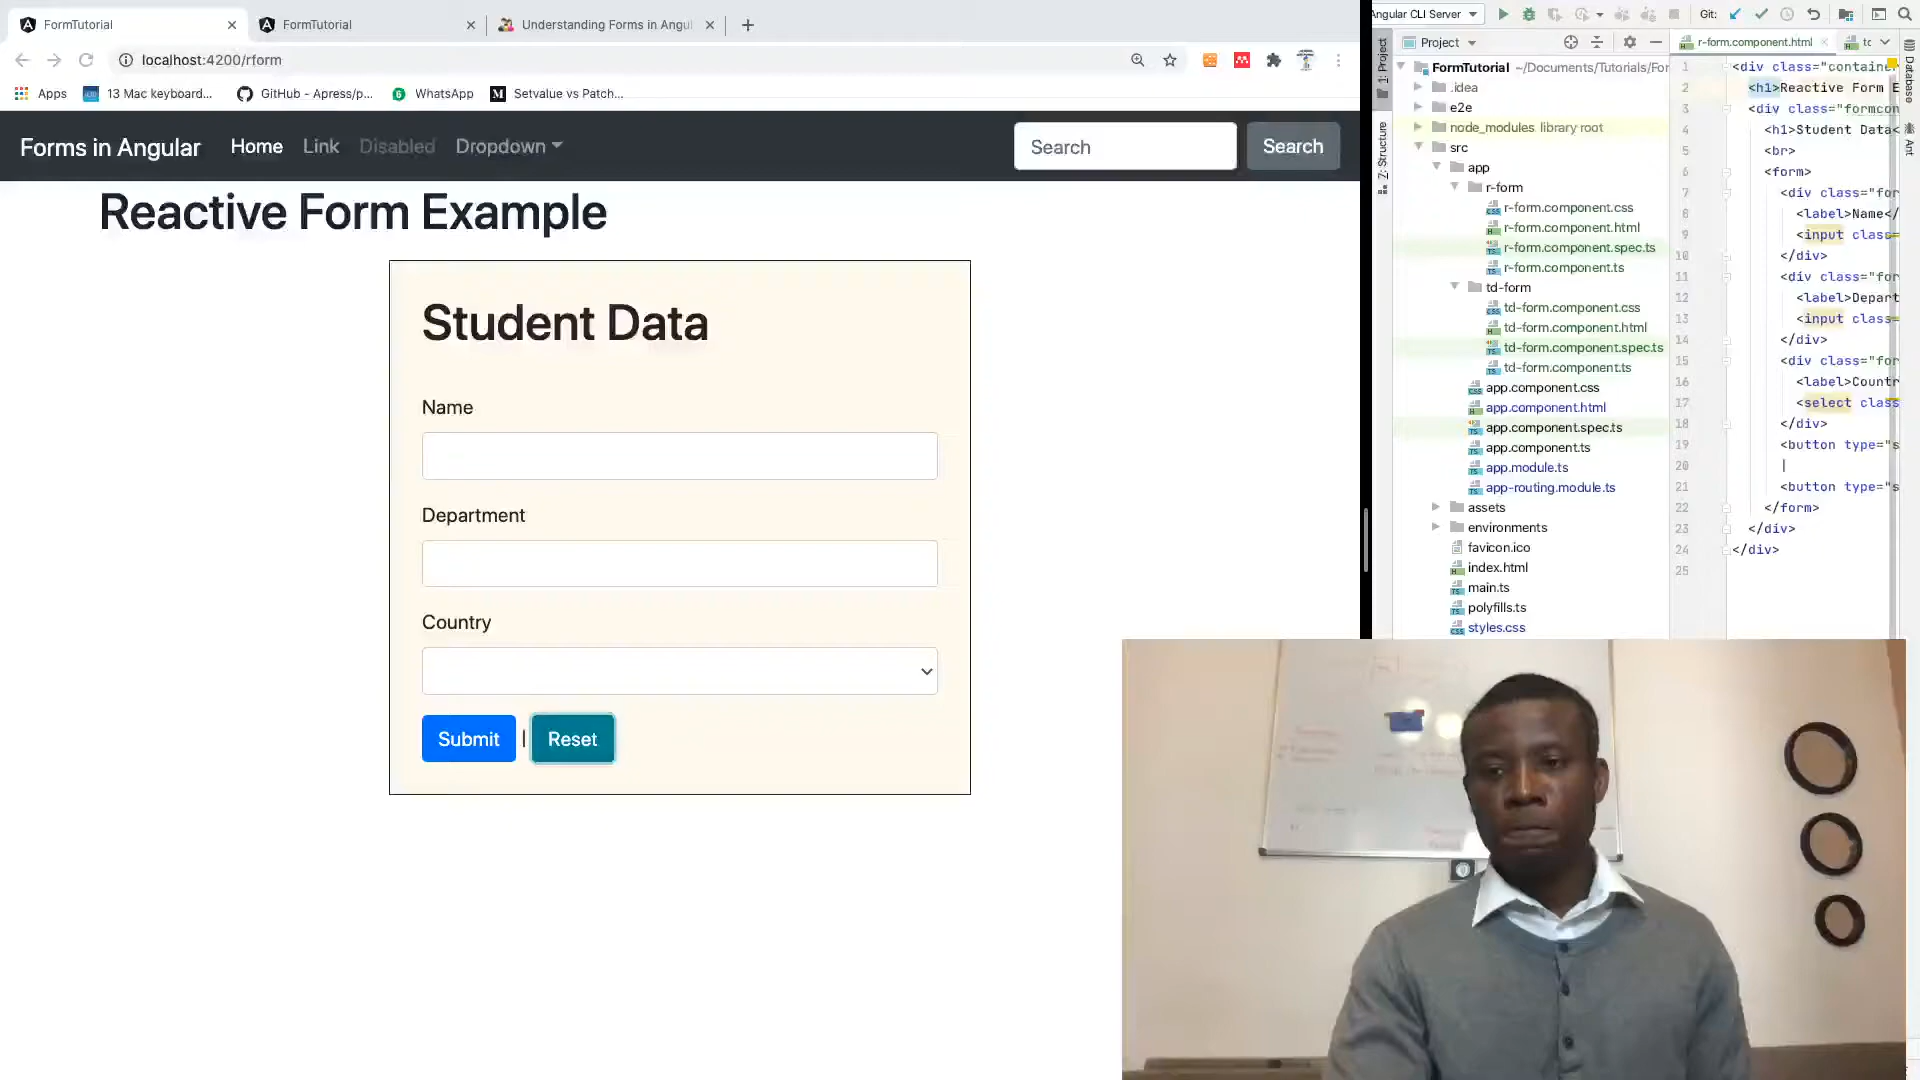 FormTutorial
FormTutorial
Understanding Forms in Angu
localhost:4200/rform
Apps
13 Mac keyboard...
GitHub - Apress/p...
WhatsApp
Setvalue vs Patch...
Forms in Angular
Home
Link
Disabled
Dropdown
Search
Search
Reactive Form Example
Student Data
Name
Department
Country
Submit
|
Reset
Angular CLI Server
Git:
1: Project
Z: Structure
Project
r-form.component.html
FormTutorial ~/Documents/Tutorials/For
.idea
e2e
node_modules library root
src
app
r-form
r-form.component.css
r-form.component.html
r-form.component.spec.ts
r-form.component.ts
td-form
td-form.component.css
td-form.component.html
td-form.component.spec.ts
td-form.component.ts
app.component.css
app.component.html
app.component.spec.ts
app.component.ts
app.module.ts
app-routing.module.ts
assets
environments
favicon.ico
index.html
main.ts
polyfills.ts
styles.css
1 <div class="container
2 <h1>Reactive Form E
3 <div class="formcon
4 <h1>Student Data<
5 <br>
6 <form>
7 <div class="for
8 <label>Name</
9 <input class=
10 </div>
11 <div class="for
12 <label>Depart
13 <input class=
14 </div>
15 <div class="for
16 <label>Countr
17 <select class
18 </div>
19 <button type="s
20 |
21 <button type="s
22 </form>
23 </div>
24 </div>
25
Database
Ant